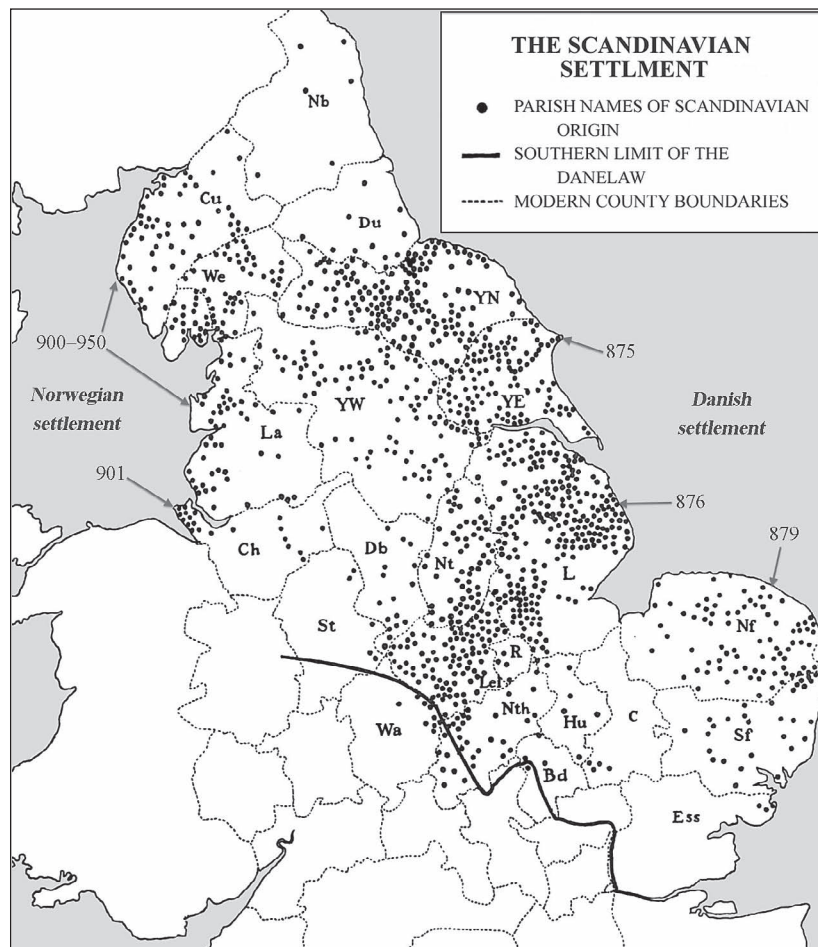 THE SCANDINAVIAN
SETTLMENT
PARISH NAMES OF SCANDINAVIAN
ORIGIN
SOUTHERN LIMIT OF THE
DANELAW
MODERN COUNTY BOUNDARIES
Nb
Cu
Du
We
YN
900–950
875
Norwegian
settlement
YW
YE
Danish
settlement
La
901
876
Ch
Db
Nt
L
879
St
Nf
R
Lei
Wa
Nth
Hu
C
Sf
Bd
Ess